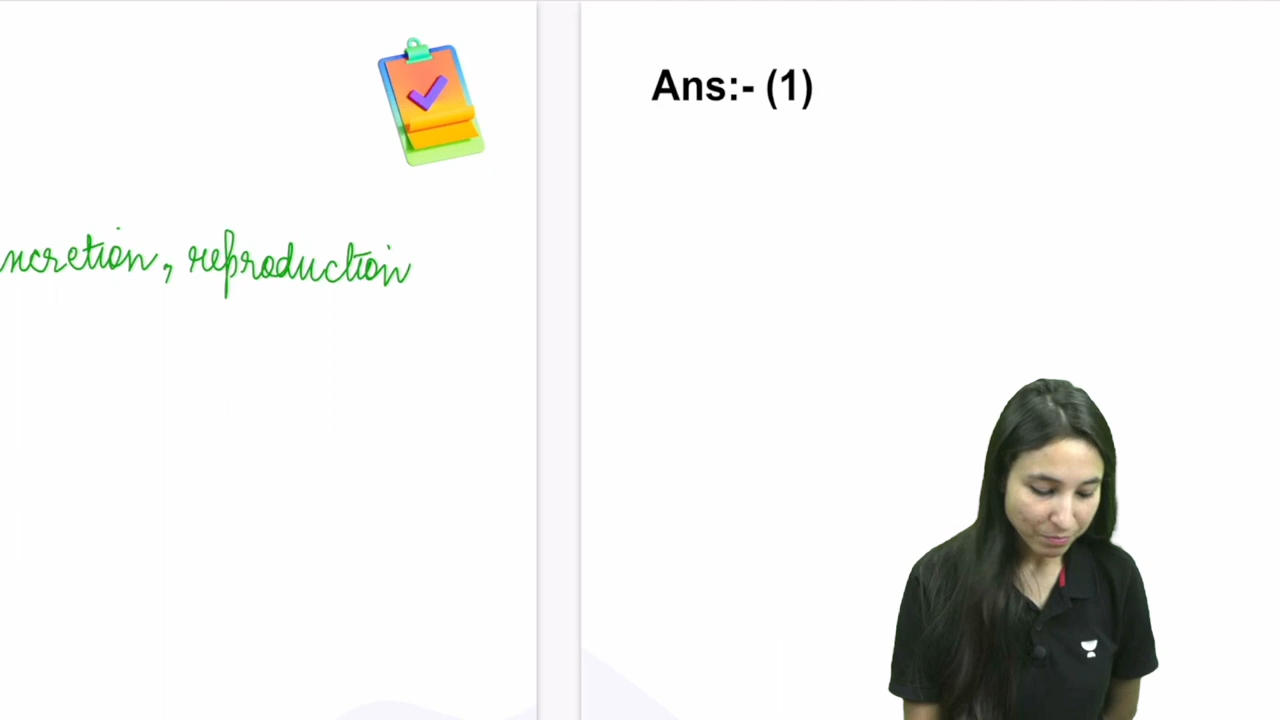 ncretion, reproduction
Ans:- (1)